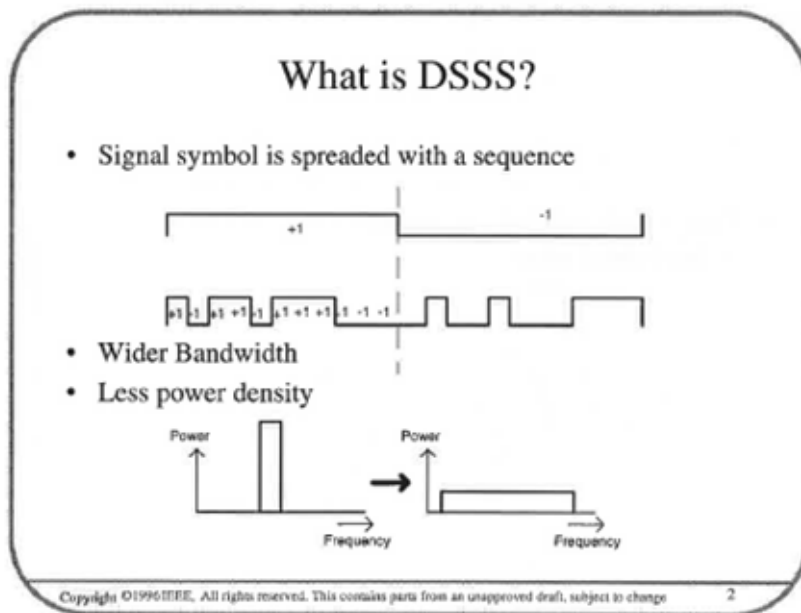 What is DSSS?
• Signal symbol is spreaded with a sequence
+1 -1
+1 -1 +1 +1 -1 +1 +1 +1 -1 -1 -1
• Wider Bandwidth
• Less power density
Power Power
Frequency Frequency
Copyright ©1996 IEEE, All rights reserved. This contains parts from an unapproved draft, subject to change 2